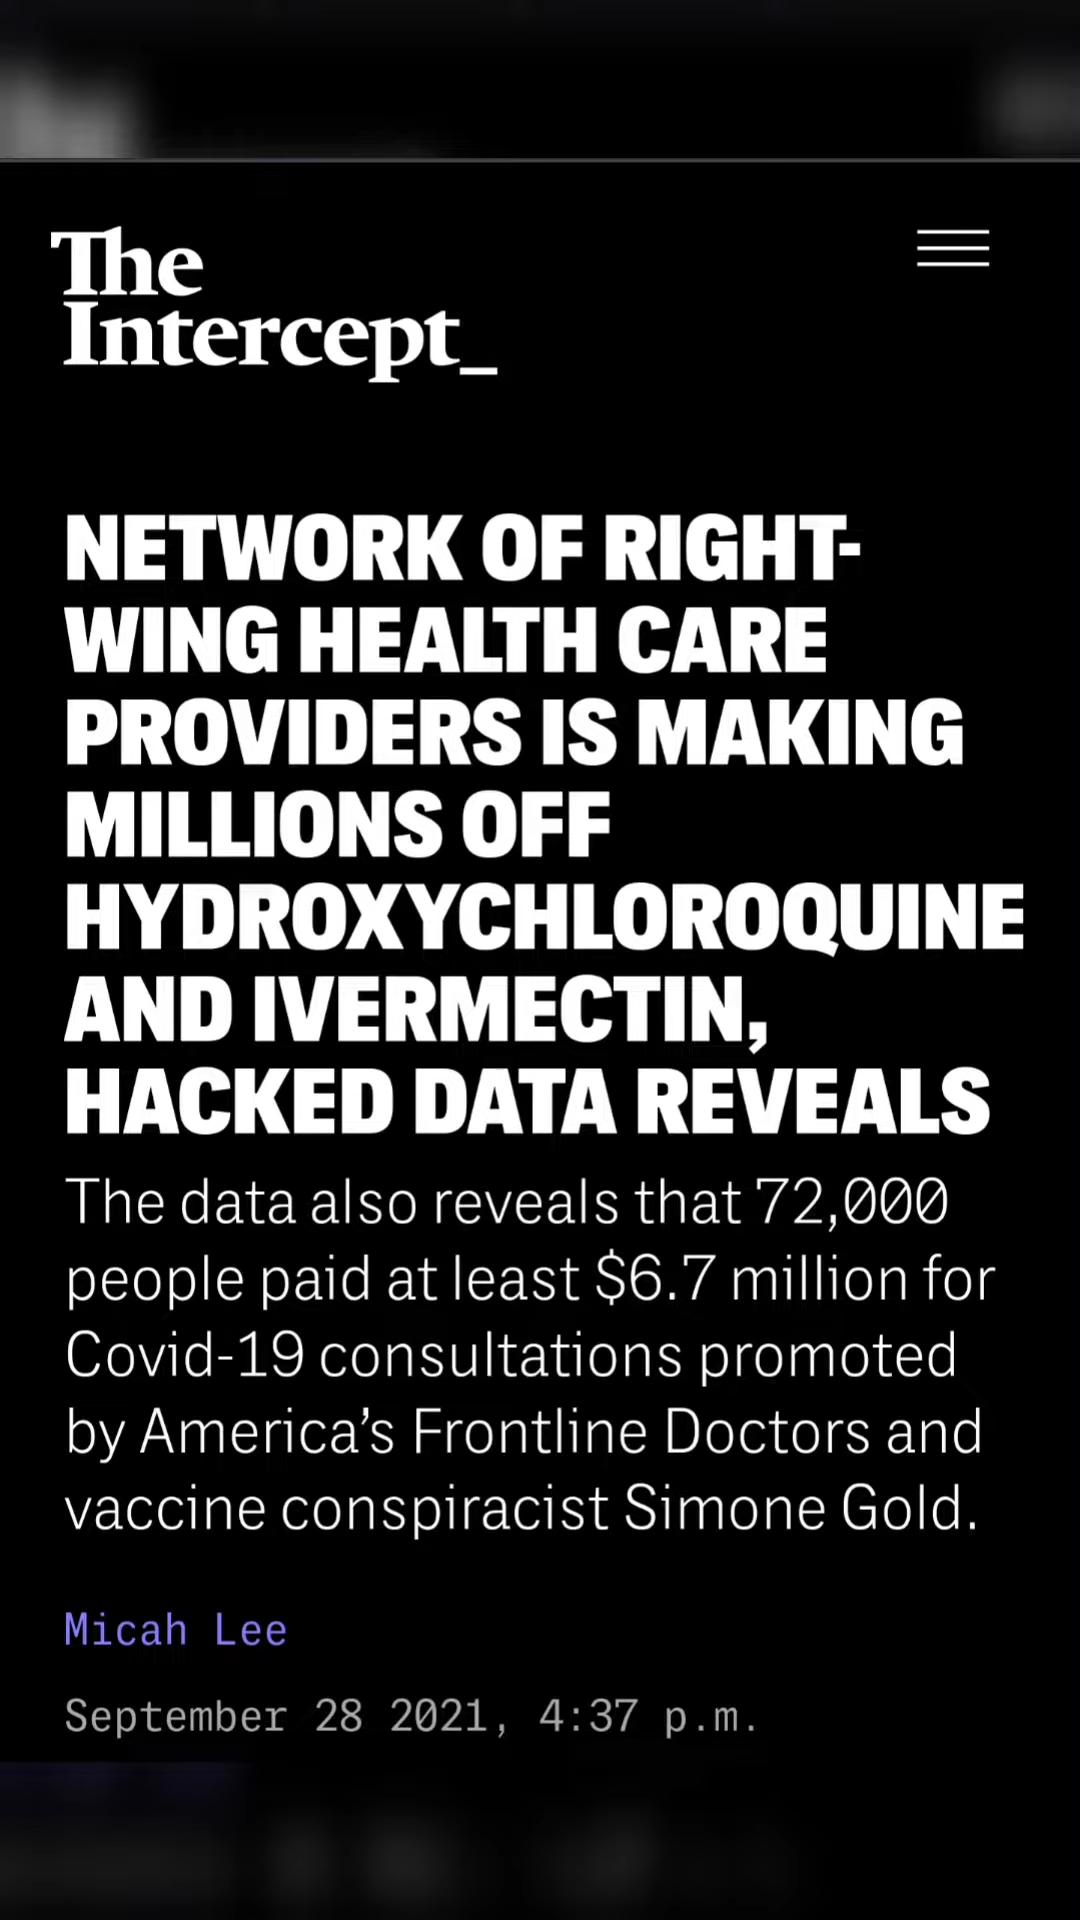 The
Intercept_
NETWORK OF RIGHT-
WING HEALTH CARE
PROVIDERS IS MAKING
MILLIONS OFF
HYDROXYCHLOROQUINE
AND IVERMECTIN,
HACKED DATA REVEALS
The data also reveals that 72,000
people paid at least $6.7 million for
Covid-19 consultations promoted
by America’s Frontline Doctors and
vaccine conspiracist Simone Gold.
Micah Lee
September 28 2021, 4:37 p.m.